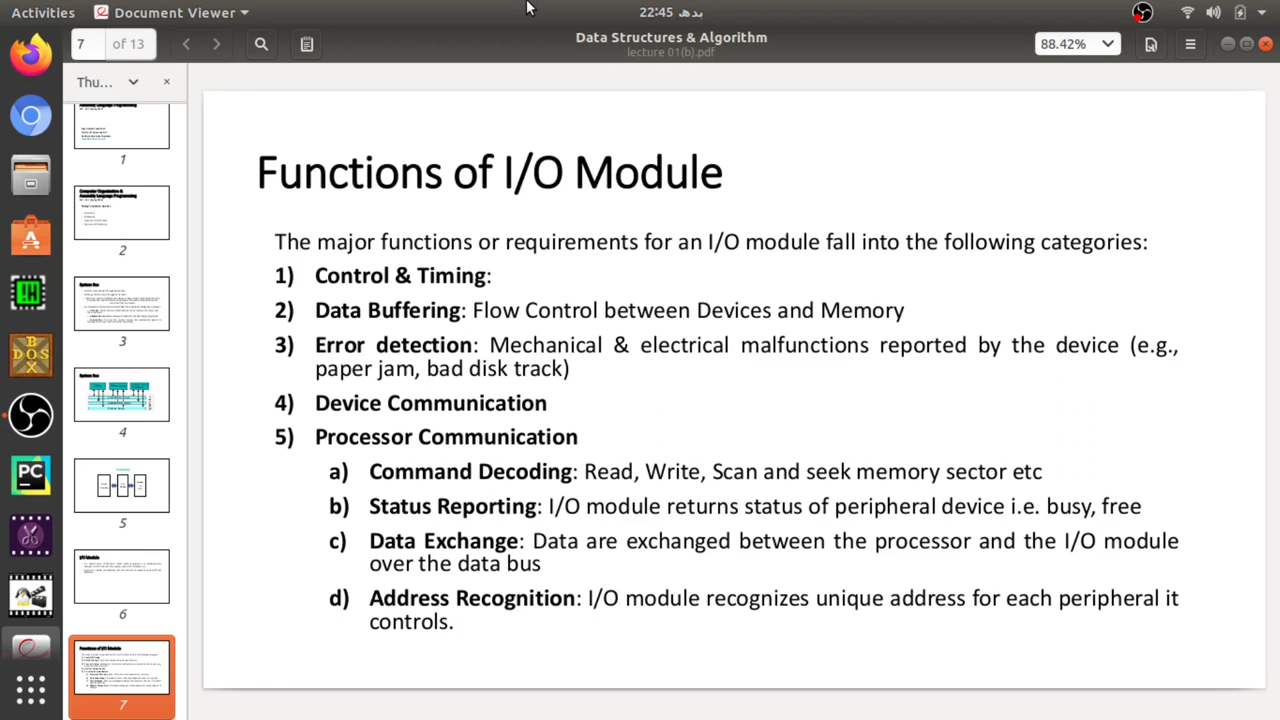 Activities
Document Viewer
22:45 بدھ
7
of 13
Data Structures & Algorithm
lecture 01(b).pdf
88.42%
Thu...
1
2
3
4
5
6
7
Functions of I/O Module
The major functions or requirements for an I/O module fall into the following categories:
1) Control & Timing:
2) Data Buffering: Flow Control between Devices and Memory
3) Error detection: Mechanical & electrical malfunctions reported by the device (e.g.,
paper jam, bad disk track)
4) Device Communication
5) Processor Communication
a) Command Decoding: Read, Write, Scan and seek memory sector etc
b) Status Reporting: I/O module returns status of peripheral device i.e. busy, free
c) Data Exchange: Data are exchanged between the processor and the I/O module
over the data bus
d) Address Recognition: I/O module recognizes unique address for each peripheral it
controls.